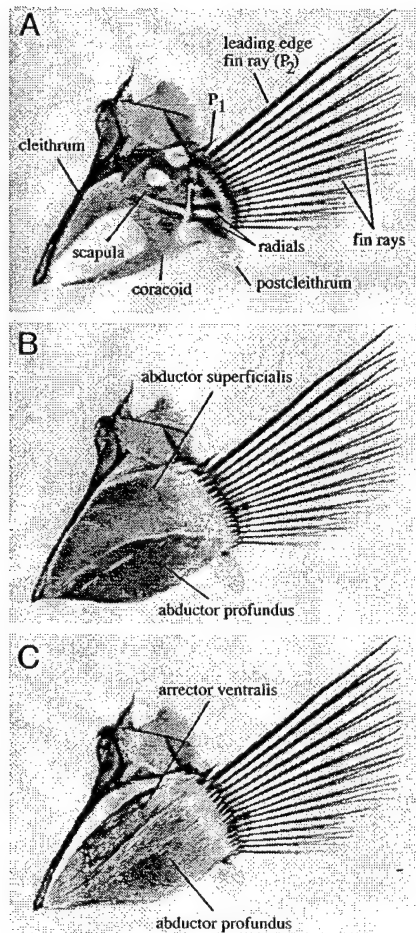 A
leading edge
fin ray (P2)
P1
cleithrum
scapula
coracoid
radials
fin rays
postcleithrum
B
abductor superficialis
abductor profundus
C
arrector ventralis
abductor profundus